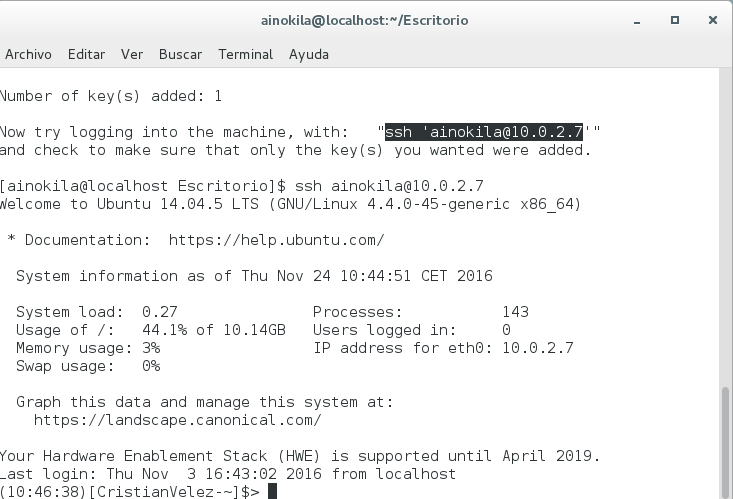 ainokila@localhost:~/Escritorio
Archivo Editar Ver Buscar Terminal Ayuda
Number of key(s) added: 1
Now try logging into the machine, with:   "ssh 'ainokila@10.0.2.7'"
and check to make sure that only the key(s) you wanted were added.
[ainokila@localhost Escritorio]$ ssh ainokila@10.0.2.7
Welcome to Ubuntu 14.04.5 LTS (GNU/Linux 4.4.0-45-generic x86_64)
* Documentation:  https://help.ubuntu.com/
System information as of Thu Nov 24 10:44:51 CET 2016
System load:  0.27               Processes:           143
Usage of /:   44.1% of 10.14GB   Users logged in:     0
Memory usage: 3%                 IP address for eth0: 10.0.2.7
Swap usage:   0%
Graph this data and manage this system at:
https://landscape.canonical.com/
Your Hardware Enablement Stack (HWE) is supported until April 2019.
Last login: Thu Nov  3 16:43:02 2016 from localhost
(10:46:38)[CristianVelez-~]$>